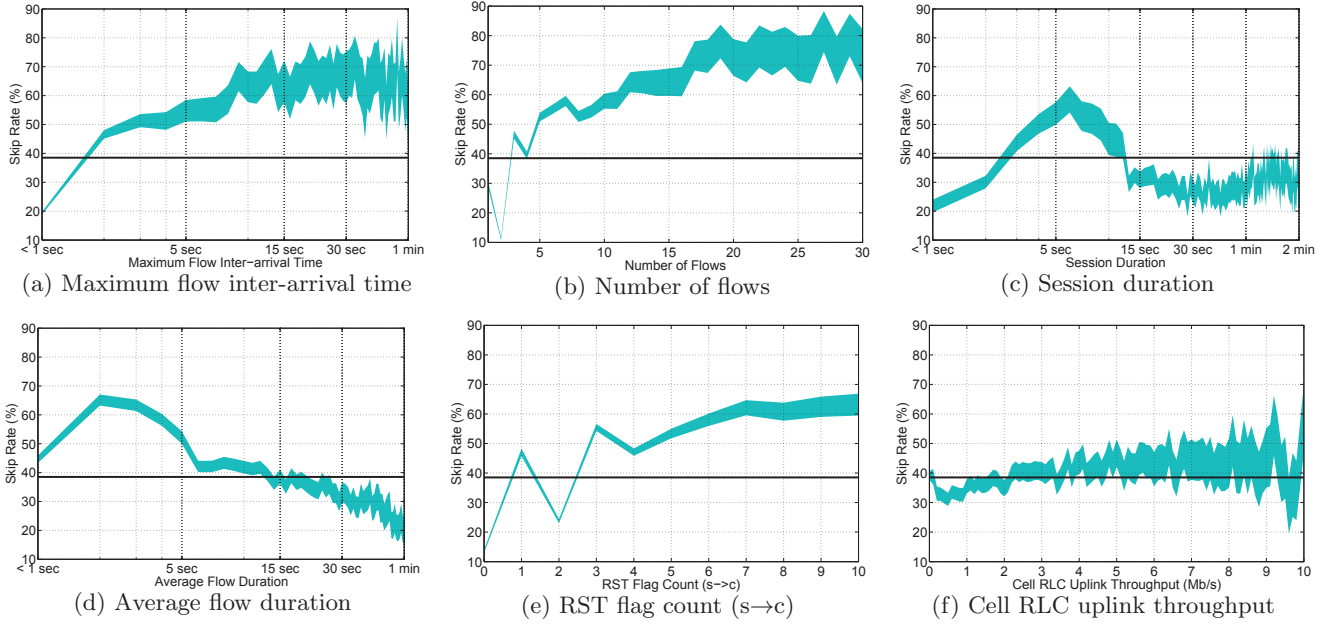 90
80
70
60
50
40
30
20
10
Skip Rate (%)
< 1 sec 5 sec 15 sec 30 sec 1 min
Maximum Flow Inter−arrival Time
(a) Maximum flow inter-arrival time
90
80
70
60
50
40
30
20
10
Skip Rate (%)
5 10 15 20 25 30
Number of Flows
(b) Number of flows
90
80
70
60
50
40
30
20
10
Skip Rate (%)
< 1 sec 5 sec 15 sec 30 sec 1 min 2 min
Session Duration
(c) Session duration
90
80
70
60
50
40
30
20
10
Skip Rate (%)
< 1 sec 5 sec 15 sec 30 sec 1 min
Average Flow Duration
(d) Average flow duration
90
80
70
60
50
40
30
20
10
Skip Rate (%)
0 1 2 3 4 5 6 7 8 9 10
RST Flag Count (s−>c)
(e) RST flag count (s→c)
90
80
70
60
50
40
30
20
10
Skip Rate (%)
0 1 2 3 4 5 6 7 8 9 10
Cell RLC Uplink Throughput (Mb/s)
(f) Cell RLC uplink throughput